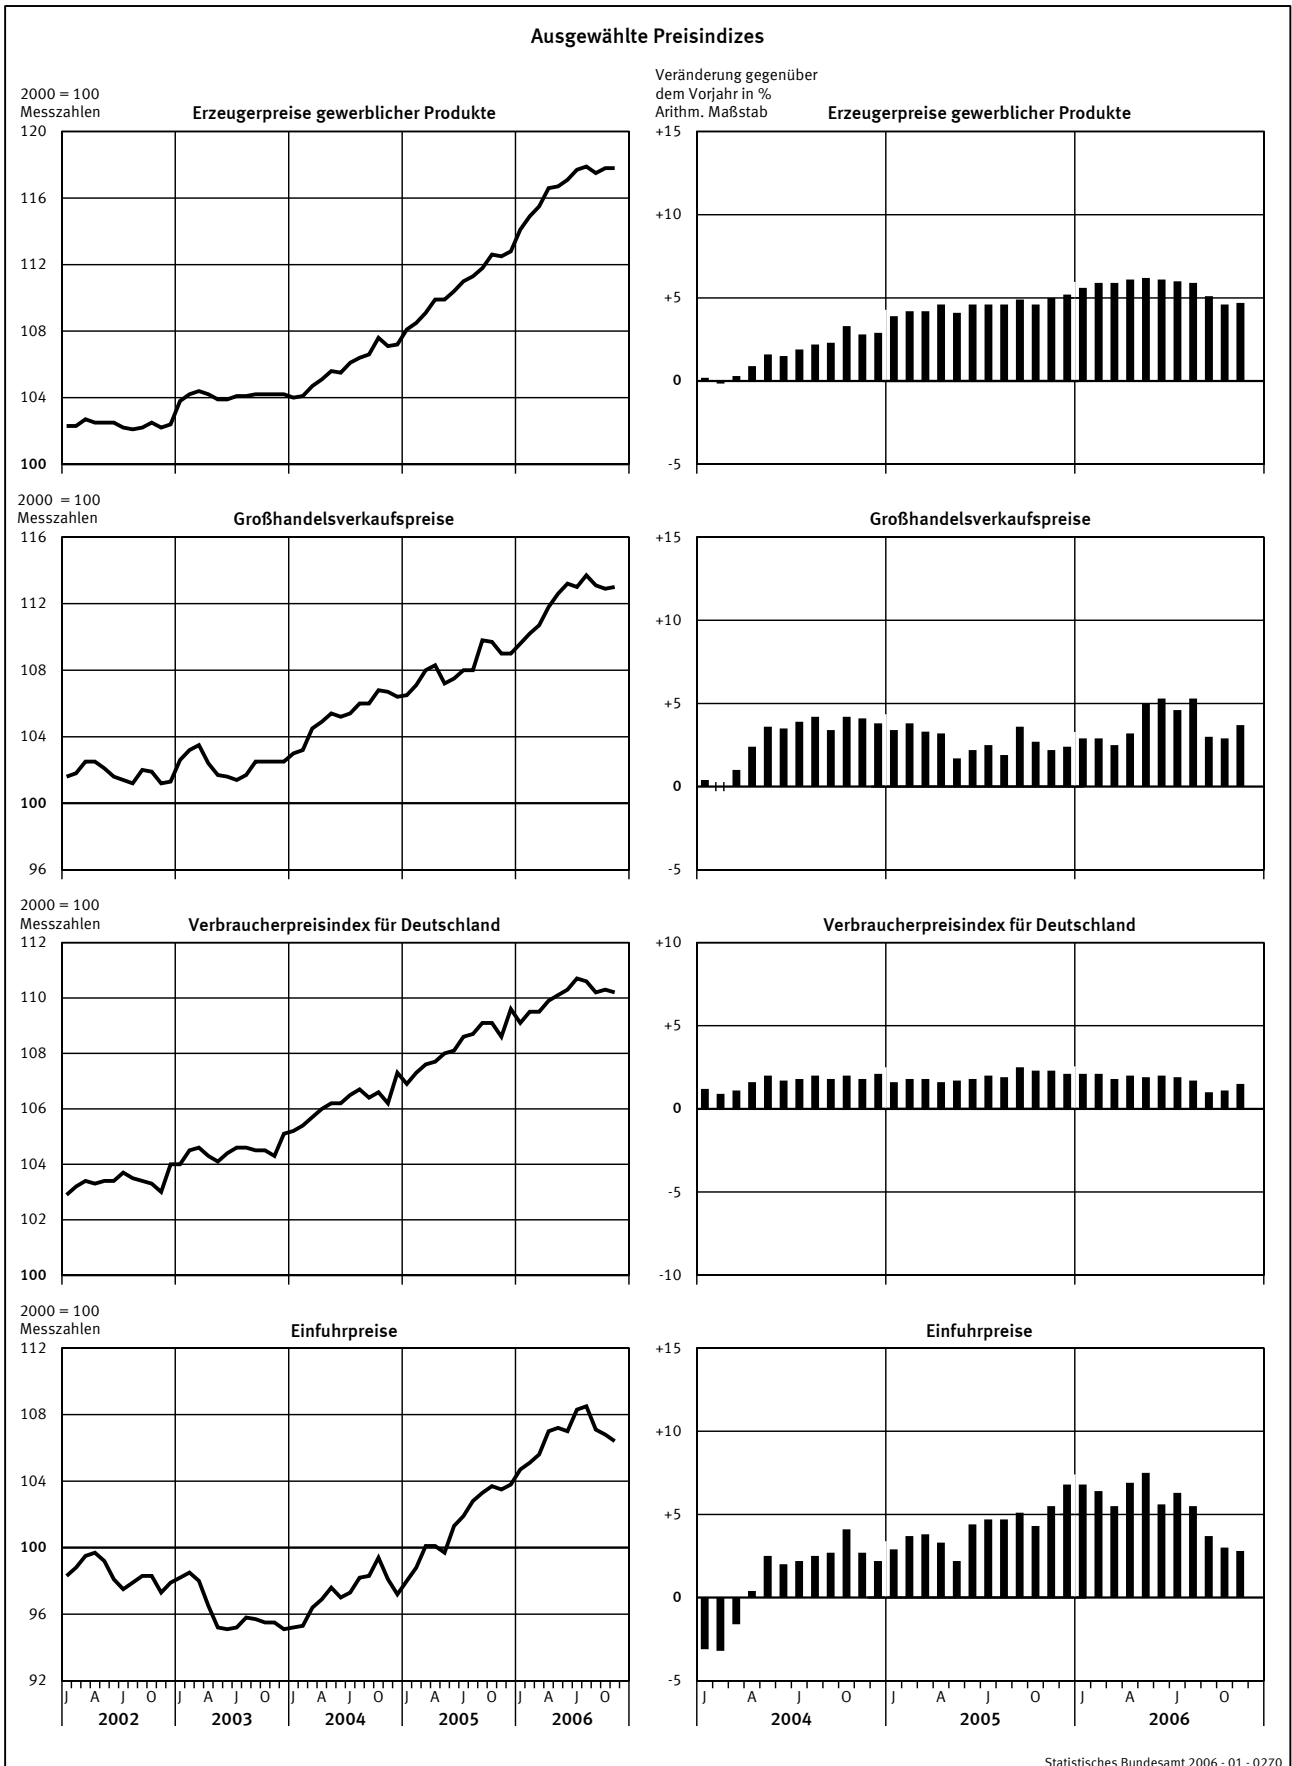 Ausgewählte Preisindizes
2000 = 100
Messzahlen
Erzeugerpreise gewerblicher Produkte
120
116
112
108
104
100
Veränderung gegenüber
dem Vorjahr in %
Arithm. Maßstab
Erzeugerpreise gewerblicher Produkte
+15
+10
+5
0
-5
2000 = 100
Messzahlen
Großhandelsverkaufspreise
116
112
108
104
100
96
Großhandelsverkaufspreise
+15
+10
+5
0
-5
2000 = 100
Messzahlen
Verbraucherpreisindex für Deutschland
112
110
108
106
104
102
100
Verbraucherpreisindex für Deutschland
+10
+5
0
-5
-10
2000 = 100
Messzahlen
Einfuhrpreise
112
108
104
100
96
92
J A J O J A J O J A J O J A J O J A J O
2002 2003 2004 2005 2006
Einfuhrpreise
+15
+10
+5
0
-5
J A J O J A J O J A J O
2004 2005 2006
Statistisches Bundesamt 2006 - 01 - 0270